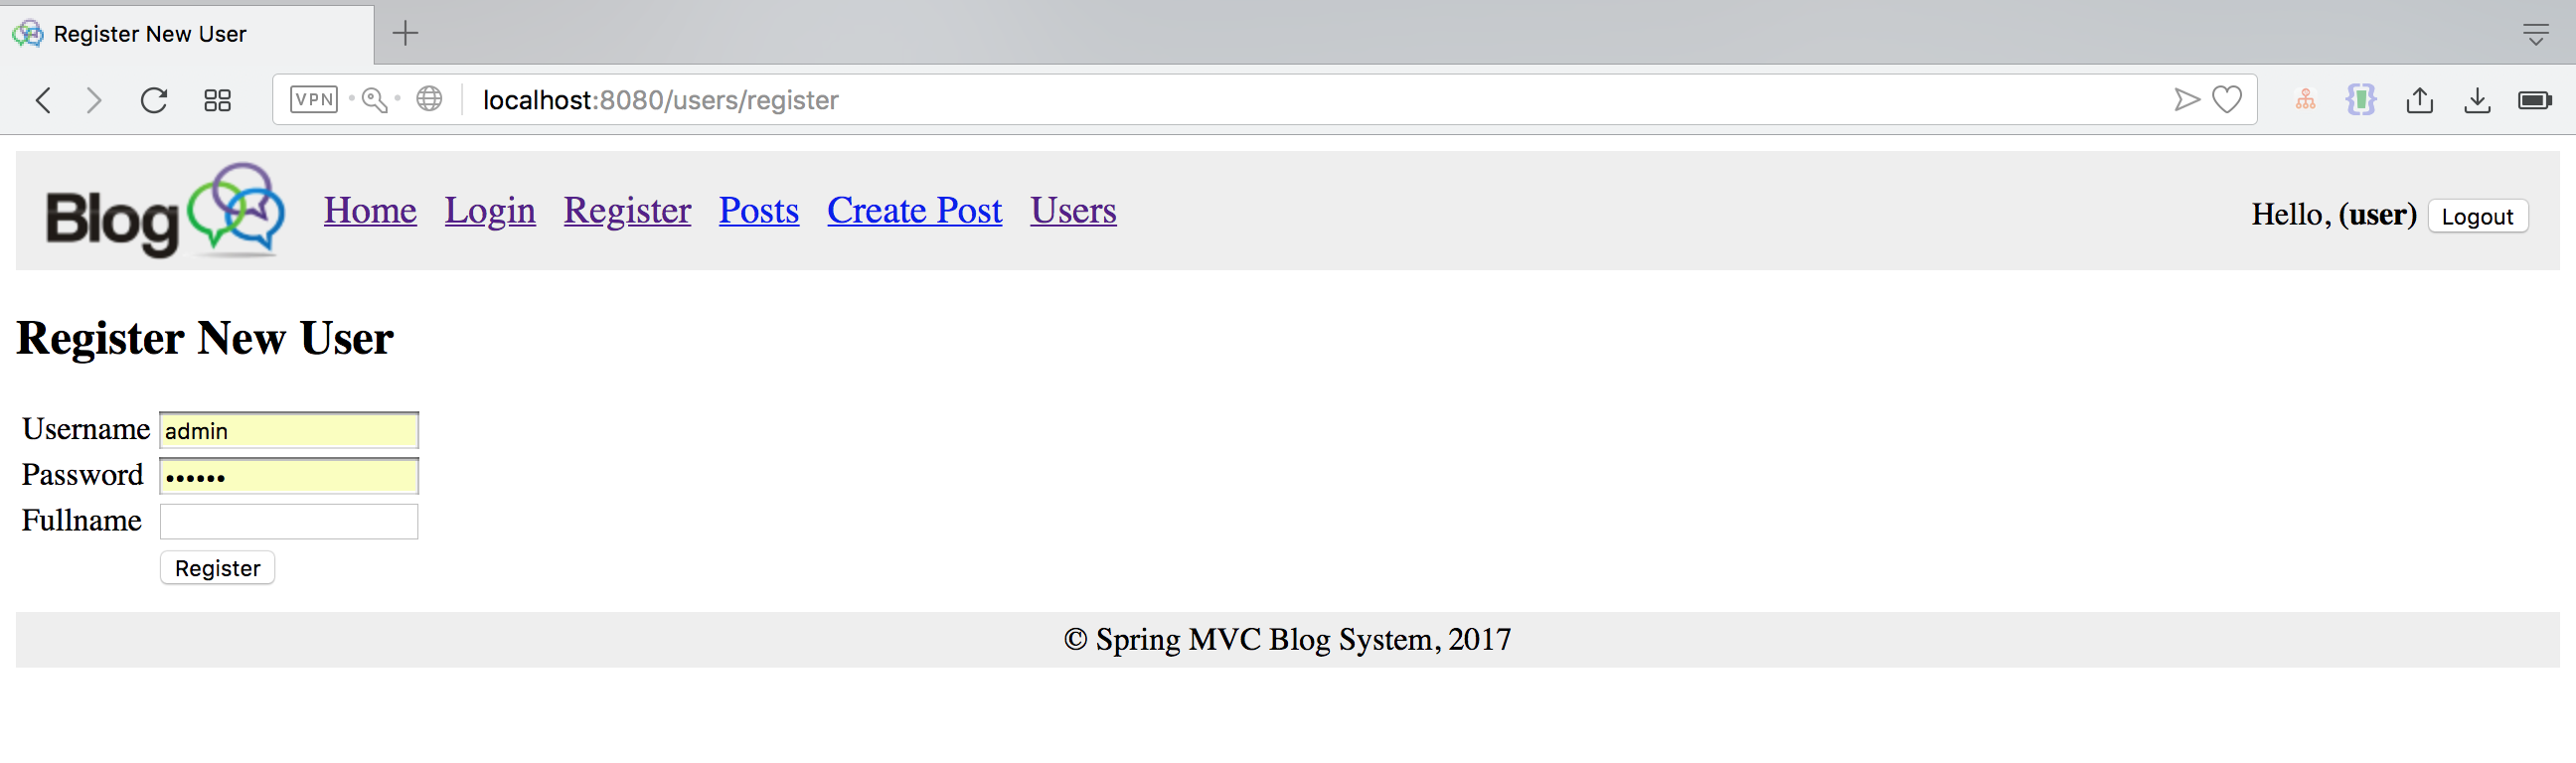 Register New User
VPN localhost:8080/users/register
Blog Home Login Register Posts Create Post Users Hello, (user) Logout
Register New User
Username admin
Password ••••••
Fullname
Register
© Spring MVC Blog System, 2017